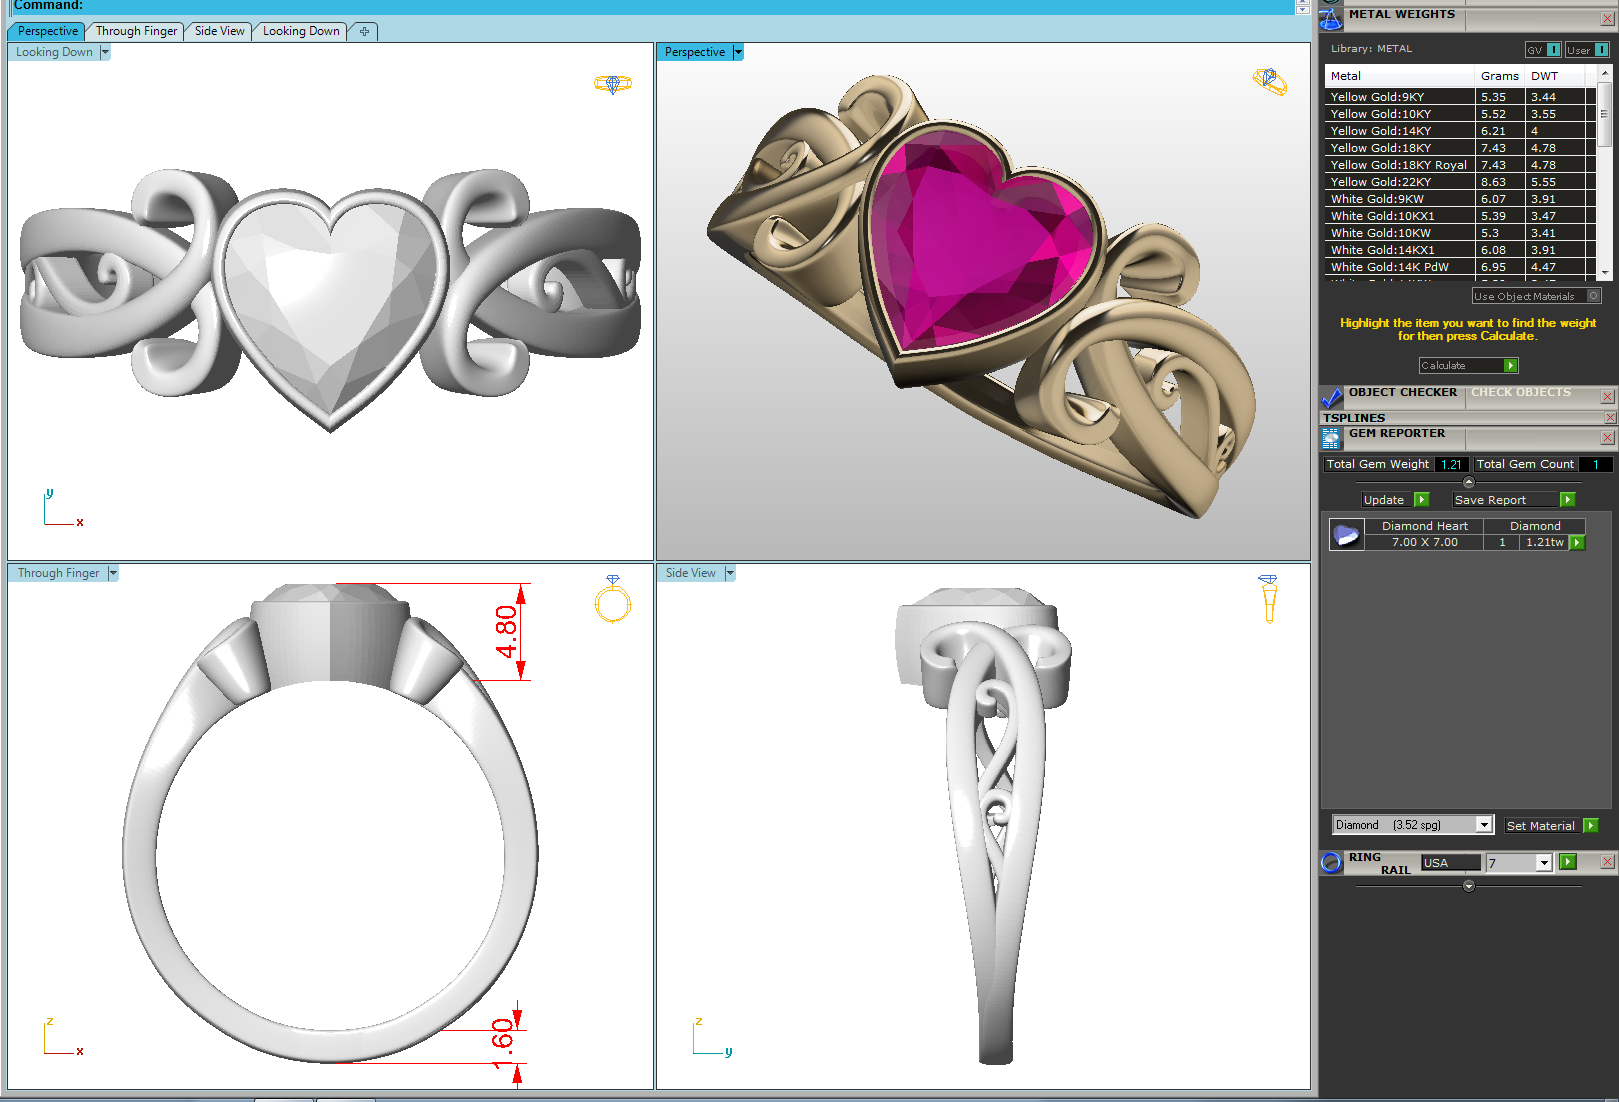 Command:
Perspective
Through Finger
Side View
Looking Down
Looking Down
Perspective
y
x
Through Finger
Side View
4.80
1.60
z
x
z
y
METAL WEIGHTS
Library: METAL
GV I
User I
Metal Grams DWT
Yellow Gold:9KY 5.35 3.44
Yellow Gold:10KY 5.52 3.55
Yellow Gold:14KY 6.21 4
Yellow Gold:18KY 7.43 4.78
Yellow Gold:18KY Royal 7.43 4.78
Yellow Gold:22KY 8.63 5.55
White Gold:9KW 6.07 3.91
White Gold:10KX1 5.39 3.47
White Gold:10KW 5.3 3.41
White Gold:14KX1 6.08 3.91
White Gold:14K PdW 6.95 4.47
Use Object Materials
Highlight the item you want to find the weight
for then press Calculate.
Calculate
OBJECT CHECKER CHECK OBJECTS
TSPLINES
GEM REPORTER
Total Gem Weight 1.21 Total Gem Count 1
Update Save Report
Diamond Heart Diamond
7.00 X 7.00 1 1.21tw
Diamond (3.52 spg) Set Material
RING
RAIL USA 7